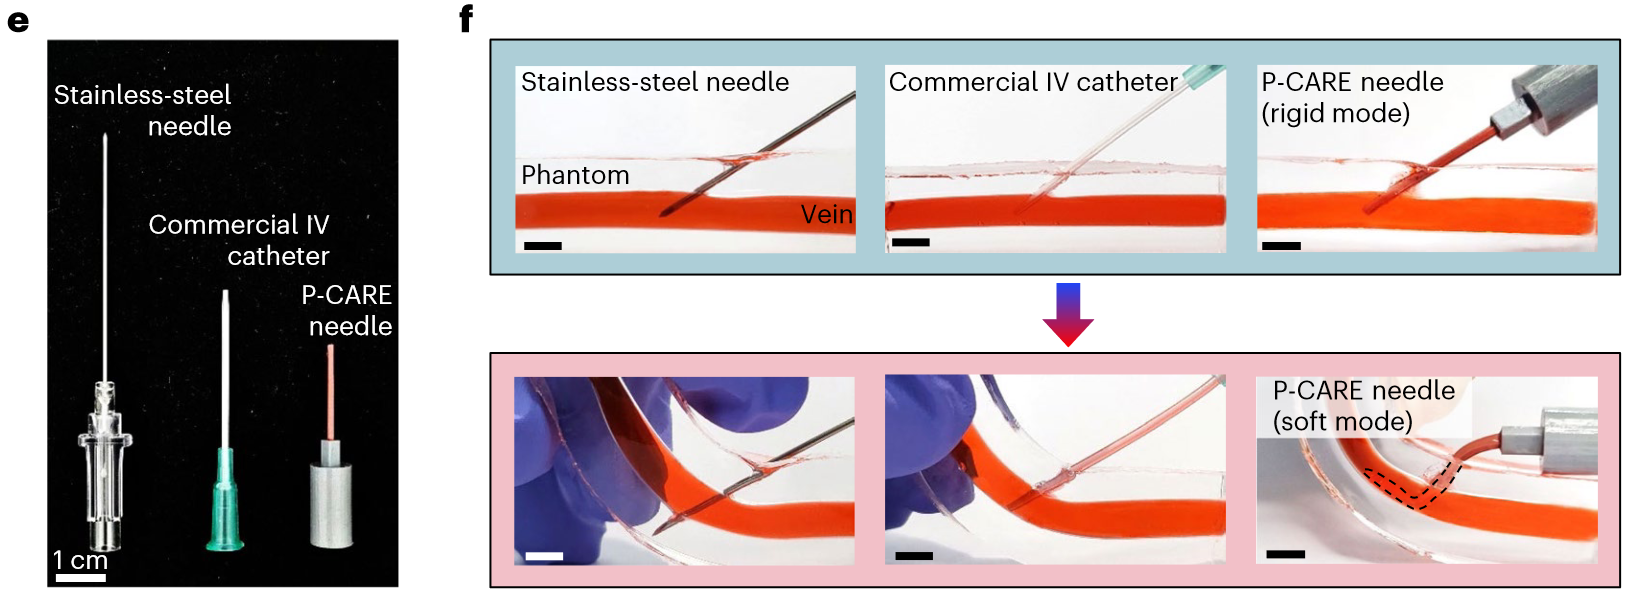 e
Stainless-steel
needle
Commercial IV
catheter
P-CARE
needle
1 cm
f
Stainless-steel needle
Phantom
Vein
Commercial IV catheter
P-CARE needle
(rigid mode)
P-CARE needle
(soft mode)